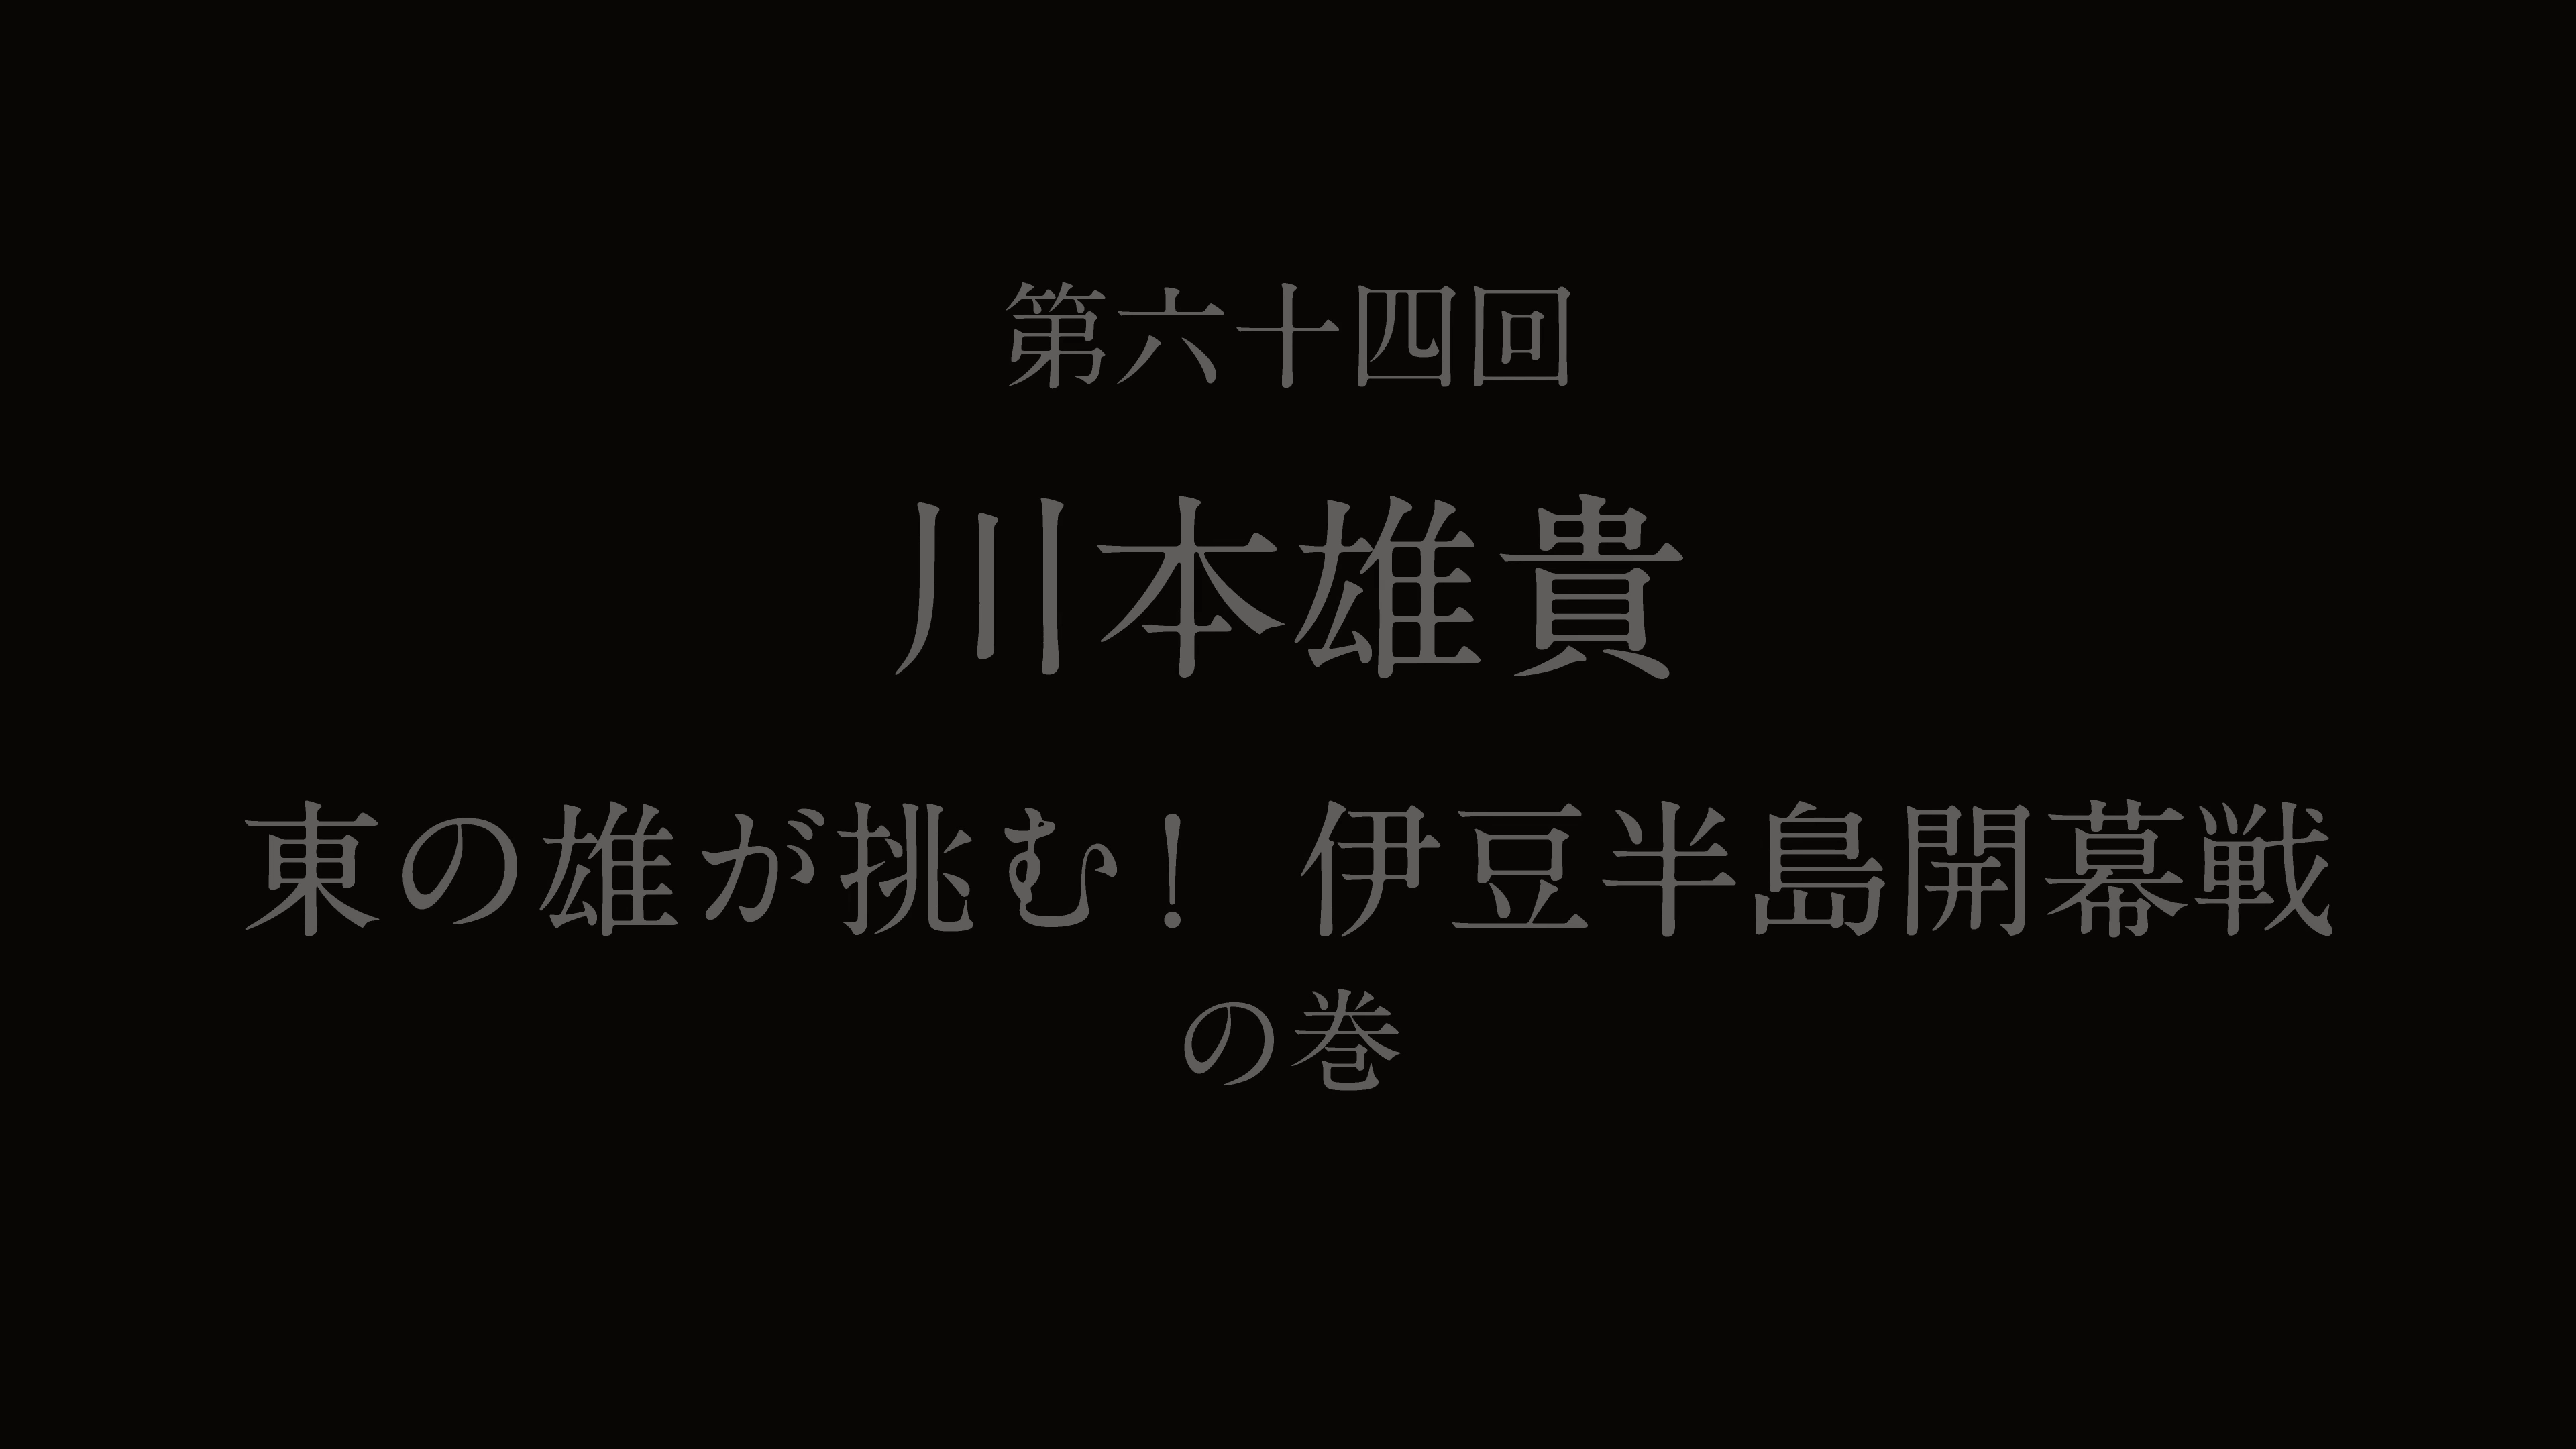 第六十四回
川本雄貴
東の雄が挑む！ 伊豆半島開幕戦
の巻